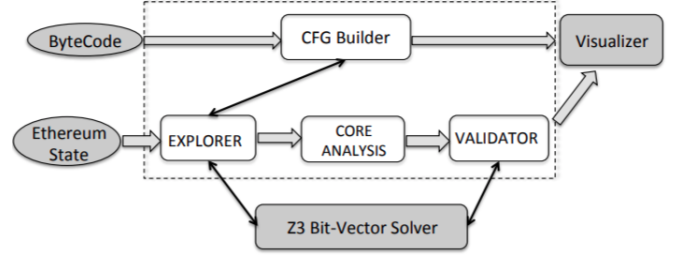 ByteCode
CFG Builder
Visualizer
Ethereum
State
EXPLORER
CORE
ANALYSIS
VALIDATOR
Z3 Bit-Vector Solver